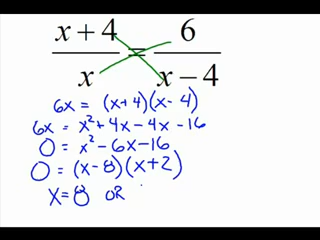 x + 4 / x = 6 / x − 4
6x = (x+4)(x- 4)
6x = x² + 4x - 4x - 16
0 = x² - 6x - 16
0 = (x-8)(x+2)
x=8 OR